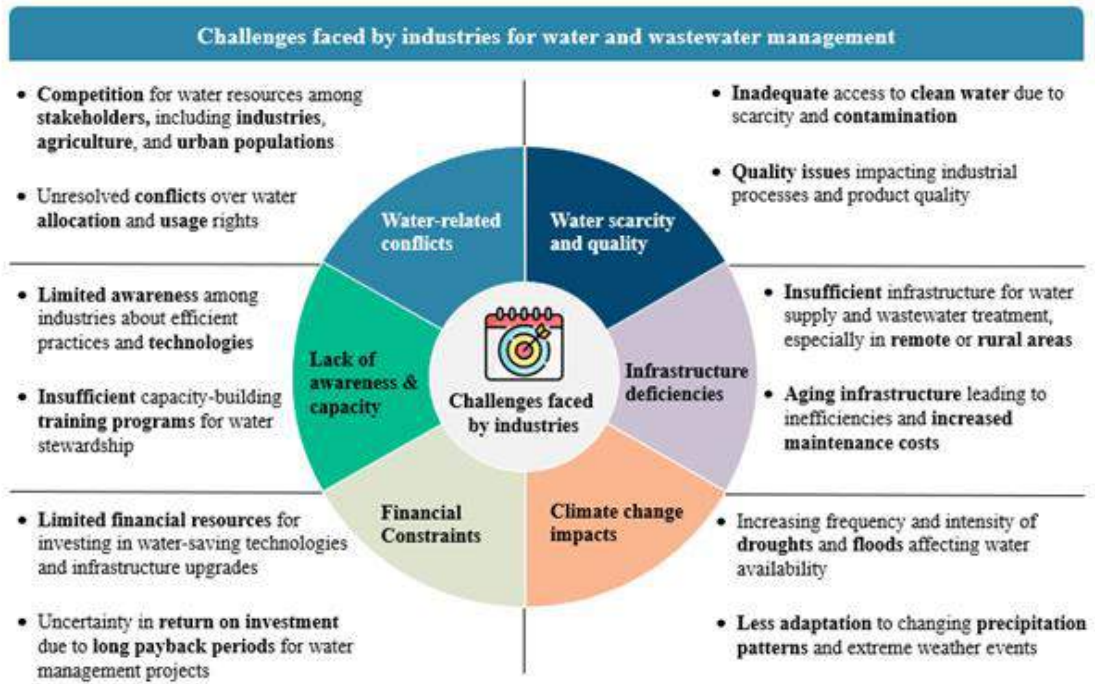 Challenges faced by industries for water and wastewater management
• Competition for water resources among
stakeholders, including industries,
agriculture, and urban populations
• Unresolved conflicts over water
allocation and usage rights
• Inadequate access to clean water due to
scarcity and contamination
• Quality issues impacting industrial
processes and product quality
Water-related
conflicts
Water scarcity
and quality
• Limited awareness among
industries about efficient
practices and technologies
• Insufficient capacity-building
training programs for water
stewardship
Lack of
awareness &
capacity
Challenges faced
by industries
Infrastructure
deficiencies
• Insufficient infrastructure for water
supply and wastewater treatment,
especially in remote or rural areas
• Aging infrastructure leading to
inefficiencies and increased
maintenance costs
Financial
Constraints
Climate change
impacts
• Limited financial resources for
investing in water-saving technologies
and infrastructure upgrades
• Uncertainty in return on investment
due to long payback periods for water
management projects
• Increasing frequency and intensity of
droughts and floods affecting water
availability
• Less adaptation to changing precipitation
patterns and extreme weather events